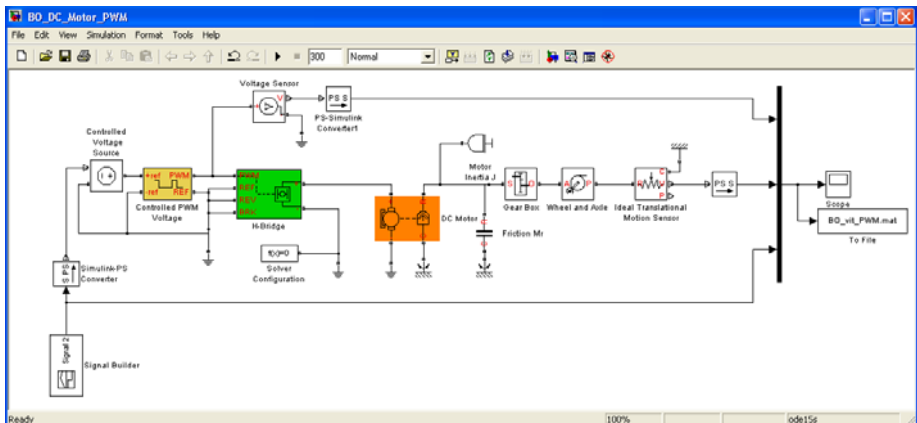 BO_DC_Motor_PWM
File Edit View Simulation Format Tools Help
300 Normal
Voltage Sensor
V
PS S
PS-Simulink
Converter1
Controlled
Voltage
Source
+ref PWM
-ref REF
Controlled PWM
Voltage
PWM
REF
REV
BRK
H-Bridge
f(x)=0
Solver
Configuration
DC Motor
Motor
Inertia J
Friction Mr
S O
Gear Box
A P
Wheel and Axle
C
R V
P
Ideal Translational
Motion Sensor
PS S
Scope
BO_vit_PWM.mat
To File
S PS
Simulink-PS
Converter
Signal 2
Signal Builder
Ready 100% ode15s